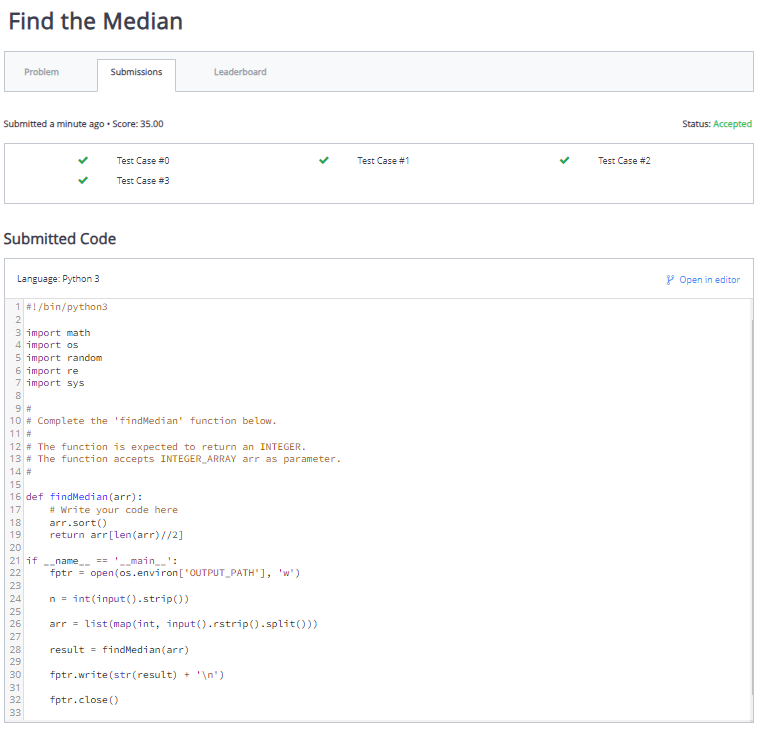 Find the Median
Problem Submissions Leaderboard
Submitted a minute ago • Score: 35.00 Status: Accepted
Test Case #0 Test Case #1 Test Case #2
Test Case #3
Submitted Code
Language: Python 3 Open in editor
1 #!/bin/python3
2
3 import math
4 import os
5 import random
6 import re
7 import sys
8
9 #
10 # Complete the 'findMedian' function below.
11 #
12 # The function is expected to return an INTEGER.
13 # The function accepts INTEGER_ARRAY arr as parameter.
14 #
15
16 def findMedian(arr):
17     # Write your code here
18     arr.sort()
19     return arr[len(arr)//2]
20
21 if __name__ == '__main__':
22     fptr = open(os.environ['OUTPUT_PATH'], 'w')
23
24     n = int(input().strip())
25
26     arr = list(map(int, input().rstrip().split()))
27
28     result = findMedian(arr)
29
30     fptr.write(str(result) + '\n')
31
32     fptr.close()
33